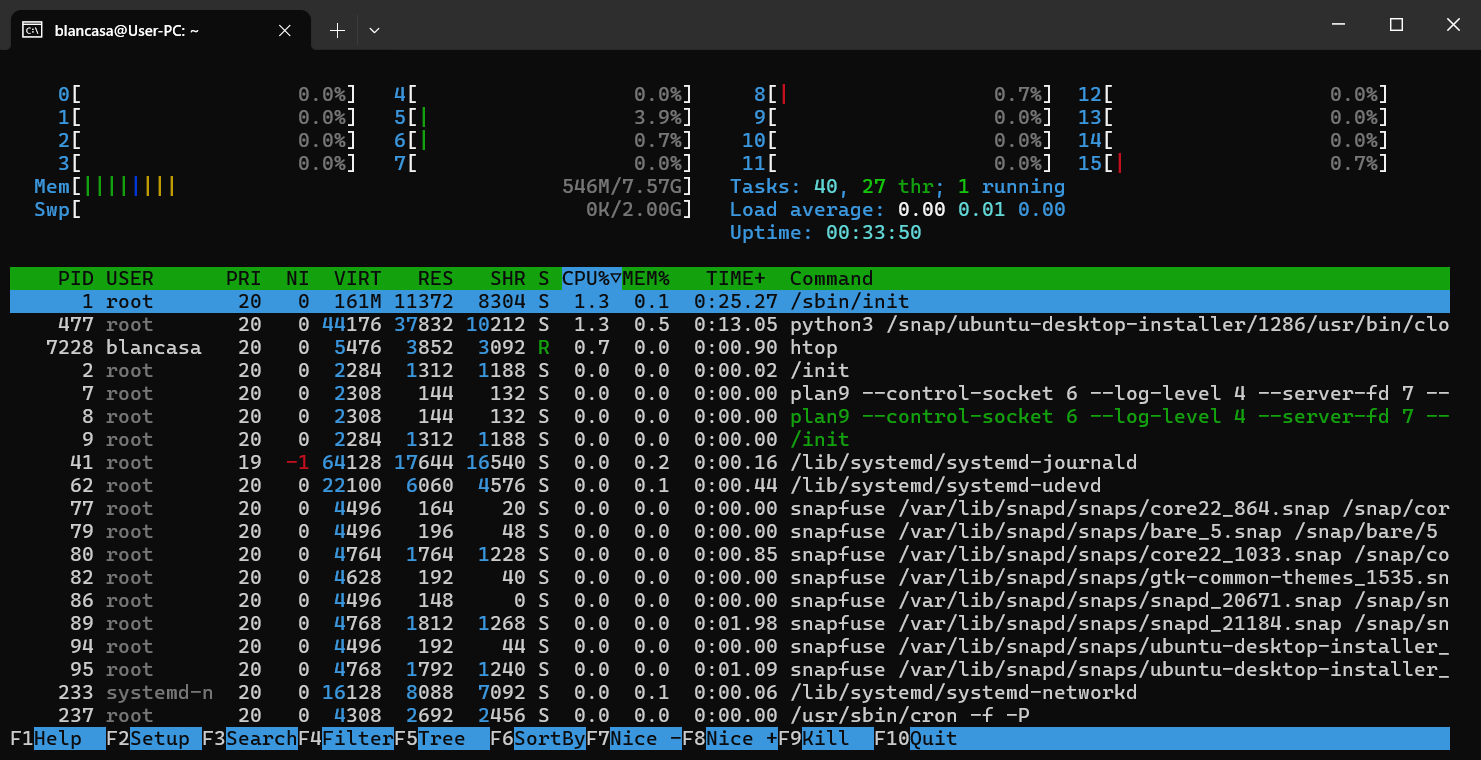 blancasa@User-PC: ~
0[ 0.0%] 4[ 0.0%] 8[| 0.7%] 12[ 0.0%]
1[ 0.0%] 5[| 3.9%] 9[ 0.0%] 13[ 0.0%]
2[ 0.0%] 6[| 0.7%] 10[ 0.0%] 14[ 0.0%]
3[ 0.0%] 7[ 0.0%] 11[ 0.0%] 15[| 0.7%]
Mem[|||||||| 546M/7.57G] Tasks: 40, 27 thr; 1 running
Swp[ 0K/2.00G] Load average: 0.00 0.01 0.00
Uptime: 00:33:50
PID USER PRI NI VIRT RES SHR S CPU%▽MEM% TIME+ Command
1 root 20 0 161M 11372 8304 S 1.3 0.1 0:25.27 /sbin/init
477 root 20 0 44176 37832 10212 S 1.3 0.5 0:13.05 python3 /snap/ubuntu-desktop-installer/1286/usr/bin/clo
7228 blancasa 20 0 5476 3852 3092 R 0.7 0.0 0:00.90 htop
2 root 20 0 2284 1312 1188 S 0.0 0.0 0:00.02 /init
7 root 20 0 2308 144 132 S 0.0 0.0 0:00.00 plan9 --control-socket 6 --log-level 4 --server-fd 7 --
8 root 20 0 2308 144 132 S 0.0 0.0 0:00.00 plan9 --control-socket 6 --log-level 4 --server-fd 7 --
9 root 20 0 2284 1312 1188 S 0.0 0.0 0:00.00 /init
41 root 19 -1 64128 17644 16540 S 0.0 0.2 0:00.16 /lib/systemd/systemd-journald
62 root 20 0 22100 6060 4576 S 0.0 0.1 0:00.44 /lib/systemd/systemd-udevd
77 root 20 0 4496 164 20 S 0.0 0.0 0:00.00 snapfuse /var/lib/snapd/snaps/core22_864.snap /snap/cor
79 root 20 0 4496 196 48 S 0.0 0.0 0:00.00 snapfuse /var/lib/snapd/snaps/bare_5.snap /snap/bare/5
80 root 20 0 4764 1764 1228 S 0.0 0.0 0:00.85 snapfuse /var/lib/snapd/snaps/core22_1033.snap /snap/co
82 root 20 0 4628 192 40 S 0.0 0.0 0:00.00 snapfuse /var/lib/snapd/snaps/gtk-common-themes_1535.sn
86 root 20 0 4496 148 0 S 0.0 0.0 0:00.00 snapfuse /var/lib/snapd/snaps/snapd_20671.snap /snap/sn
89 root 20 0 4768 1812 1268 S 0.0 0.0 0:01.98 snapfuse /var/lib/snapd/snaps/snapd_21184.snap /snap/sn
94 root 20 0 4496 192 44 S 0.0 0.0 0:00.00 snapfuse /var/lib/snapd/snaps/ubuntu-desktop-installer_
95 root 20 0 4768 1792 1240 S 0.0 0.0 0:01.09 snapfuse /var/lib/snapd/snaps/ubuntu-desktop-installer_
233 systemd-n 20 0 16128 8088 7092 S 0.0 0.1 0:00.06 /lib/systemd/systemd-networkd
237 root 20 0 4308 2692 2456 S 0.0 0.0 0:00.00 /usr/sbin/cron -f -P
F1Help F2Setup F3SearchF4FilterF5Tree F6SortByF7Nice -F8Nice +F9Kill F10Quit